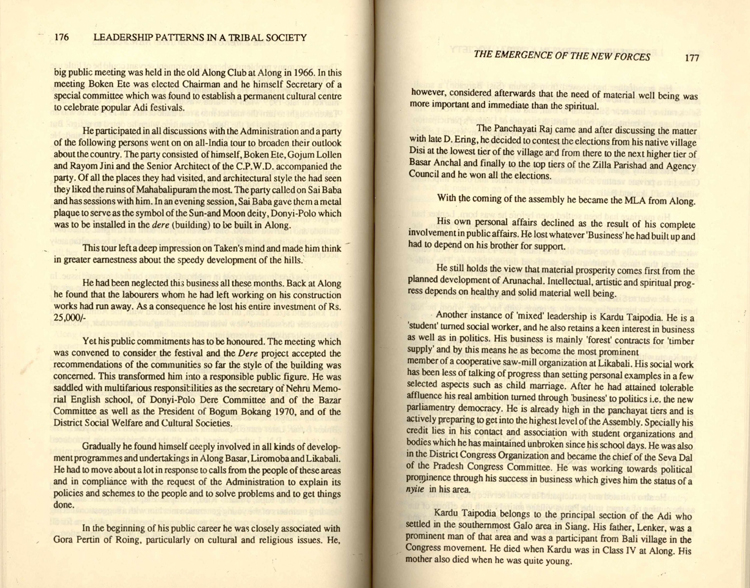 176 LEADERSHIP PATTERNS IN A TRIBAL SOCIETY
big public meeting was held in the old Along Club at Along in 1966. In this
meeting Boken Ete was elected Chairman and he himself Secretary of a
special committee which was found to establish a permanent cultural centre
to celebrate popular Adi festivals.
He participated in all discussions with the Administration and a party
of the following persons went on on all-India tour to broaden their outlook
about the country. The party consisted of himself, Boken Ete, Gojum Lollen
and Rayom Jini and the Senior Architect of the C.P.W.D. accompanied the
party. Of all the places they had visited, and architectural style the had seen
they liked the ruins of Mahabalipuram the most. The party called on Sai Baba
and has sessions with him. In an evening session, Sai Baba gave them a metal
plaque to serve as the symbol of the Sun-and Moon deity, Donyi-Polo which
was to be installed in the dere (building) to be built in Along.
This tour left a deep impression on Taken's mind and made him think
in greater earnestness about the speedy development of the hills.
He had been neglected this business all these months. Back at Along
he found that the labourers whom he had left working on his construction
works had run away. As a consequence he lost his entire investment of Rs.
25,000/-
Yet his public commitments has to be honoured. The meeting which
was convened to consider the festival and the Dere project accepted the
recommendations of the communities so far the style of the building was
concerned. This transformed him into a responsible public figure. He was
saddled with multifarious responsibilities as the secretary of Nehru Memo-
rial English school, of Donyi-Polo Dere Committee and of the Bazar
Committee as well as the President of Bogum Bokang 1970, and of the
District Social Welfare and Cultural Societies.
Gradually he found himself deeply involved in all kinds of develop-
ment programmes and undertakings in Along Basar, Liromoba and Likabali.
He had to move about a lot in response to calls from the people of these areas
and in compliance with the request of the Administration to explain its
policies and schemes to the people and to solve problems and to get things
done.
In the beginning of his public career he was closely associated with
Gora Pertin of Roing, particularly on cultural and religious issues. He,
THE EMERGENCE OF THE NEW FORCES 177
however, considered afterwards that the need of material well being was
more important and immediate than the spiritual.
The Panchayati Raj came and after discussing the matter
with late D. Ering, he decided to contest the elections from his native village
Disi at the lowest tier of the village and from there to the next higher tier of
Basar Anchal and finally to the top tiers of the Zilla Parishad and Agency
Council and he won all the elections.
With the coming of the assembly he became the MLA from Along.
His own personal affairs declined as the result of his complete
involvement in public affairs. He lost whatever 'Business' he had built up and
had to depend on his brother for support.
He still holds the view that material prosperity comes first from the
planned development of Arunachal. Intellectual, artistic and spiritual prog-
ress depends on healthy and solid material well being.
Another instance of 'mixed' leadership is Kardu Taipodia. He is a
'student' turned social worker, and he also retains a keen interest in business
as well as in politics. His business is mainly 'forest' contracts for 'timber
supply' and by this means he as become the most prominent
member of a cooperative saw-mill organization at Likabali. His social work
has been less of talking of progress than setting personal examples in a few
selected aspects such as child marriage. After he had attained tolerable
affluence his real ambition turned through 'business' to politics i.e. the new
parliamentry democracy. He is already high in the panchayat tiers and is
actively preparing to get into the highest level of the Assembly. Specially his
credit lies in his contact and association with student organizations and
bodies which he has maintained unbroken since his school days. He was also
in the District Congress Organization and became the chief of the Seva Dal
of the Pradesh Congress Committee. He was working towards political
prominence through his success in business which gives him the status of a
nyite in his area.
Kardu Taipodia belongs to the principal section of the Adi who
settled in the southernmost Galo area in Siang. His father, Lenker, was a
prominent man of that area and was a participant from Bali village in the
Congress movement. He died when Kardu was in Class IV at Along. His
mother also died when he was quite young.